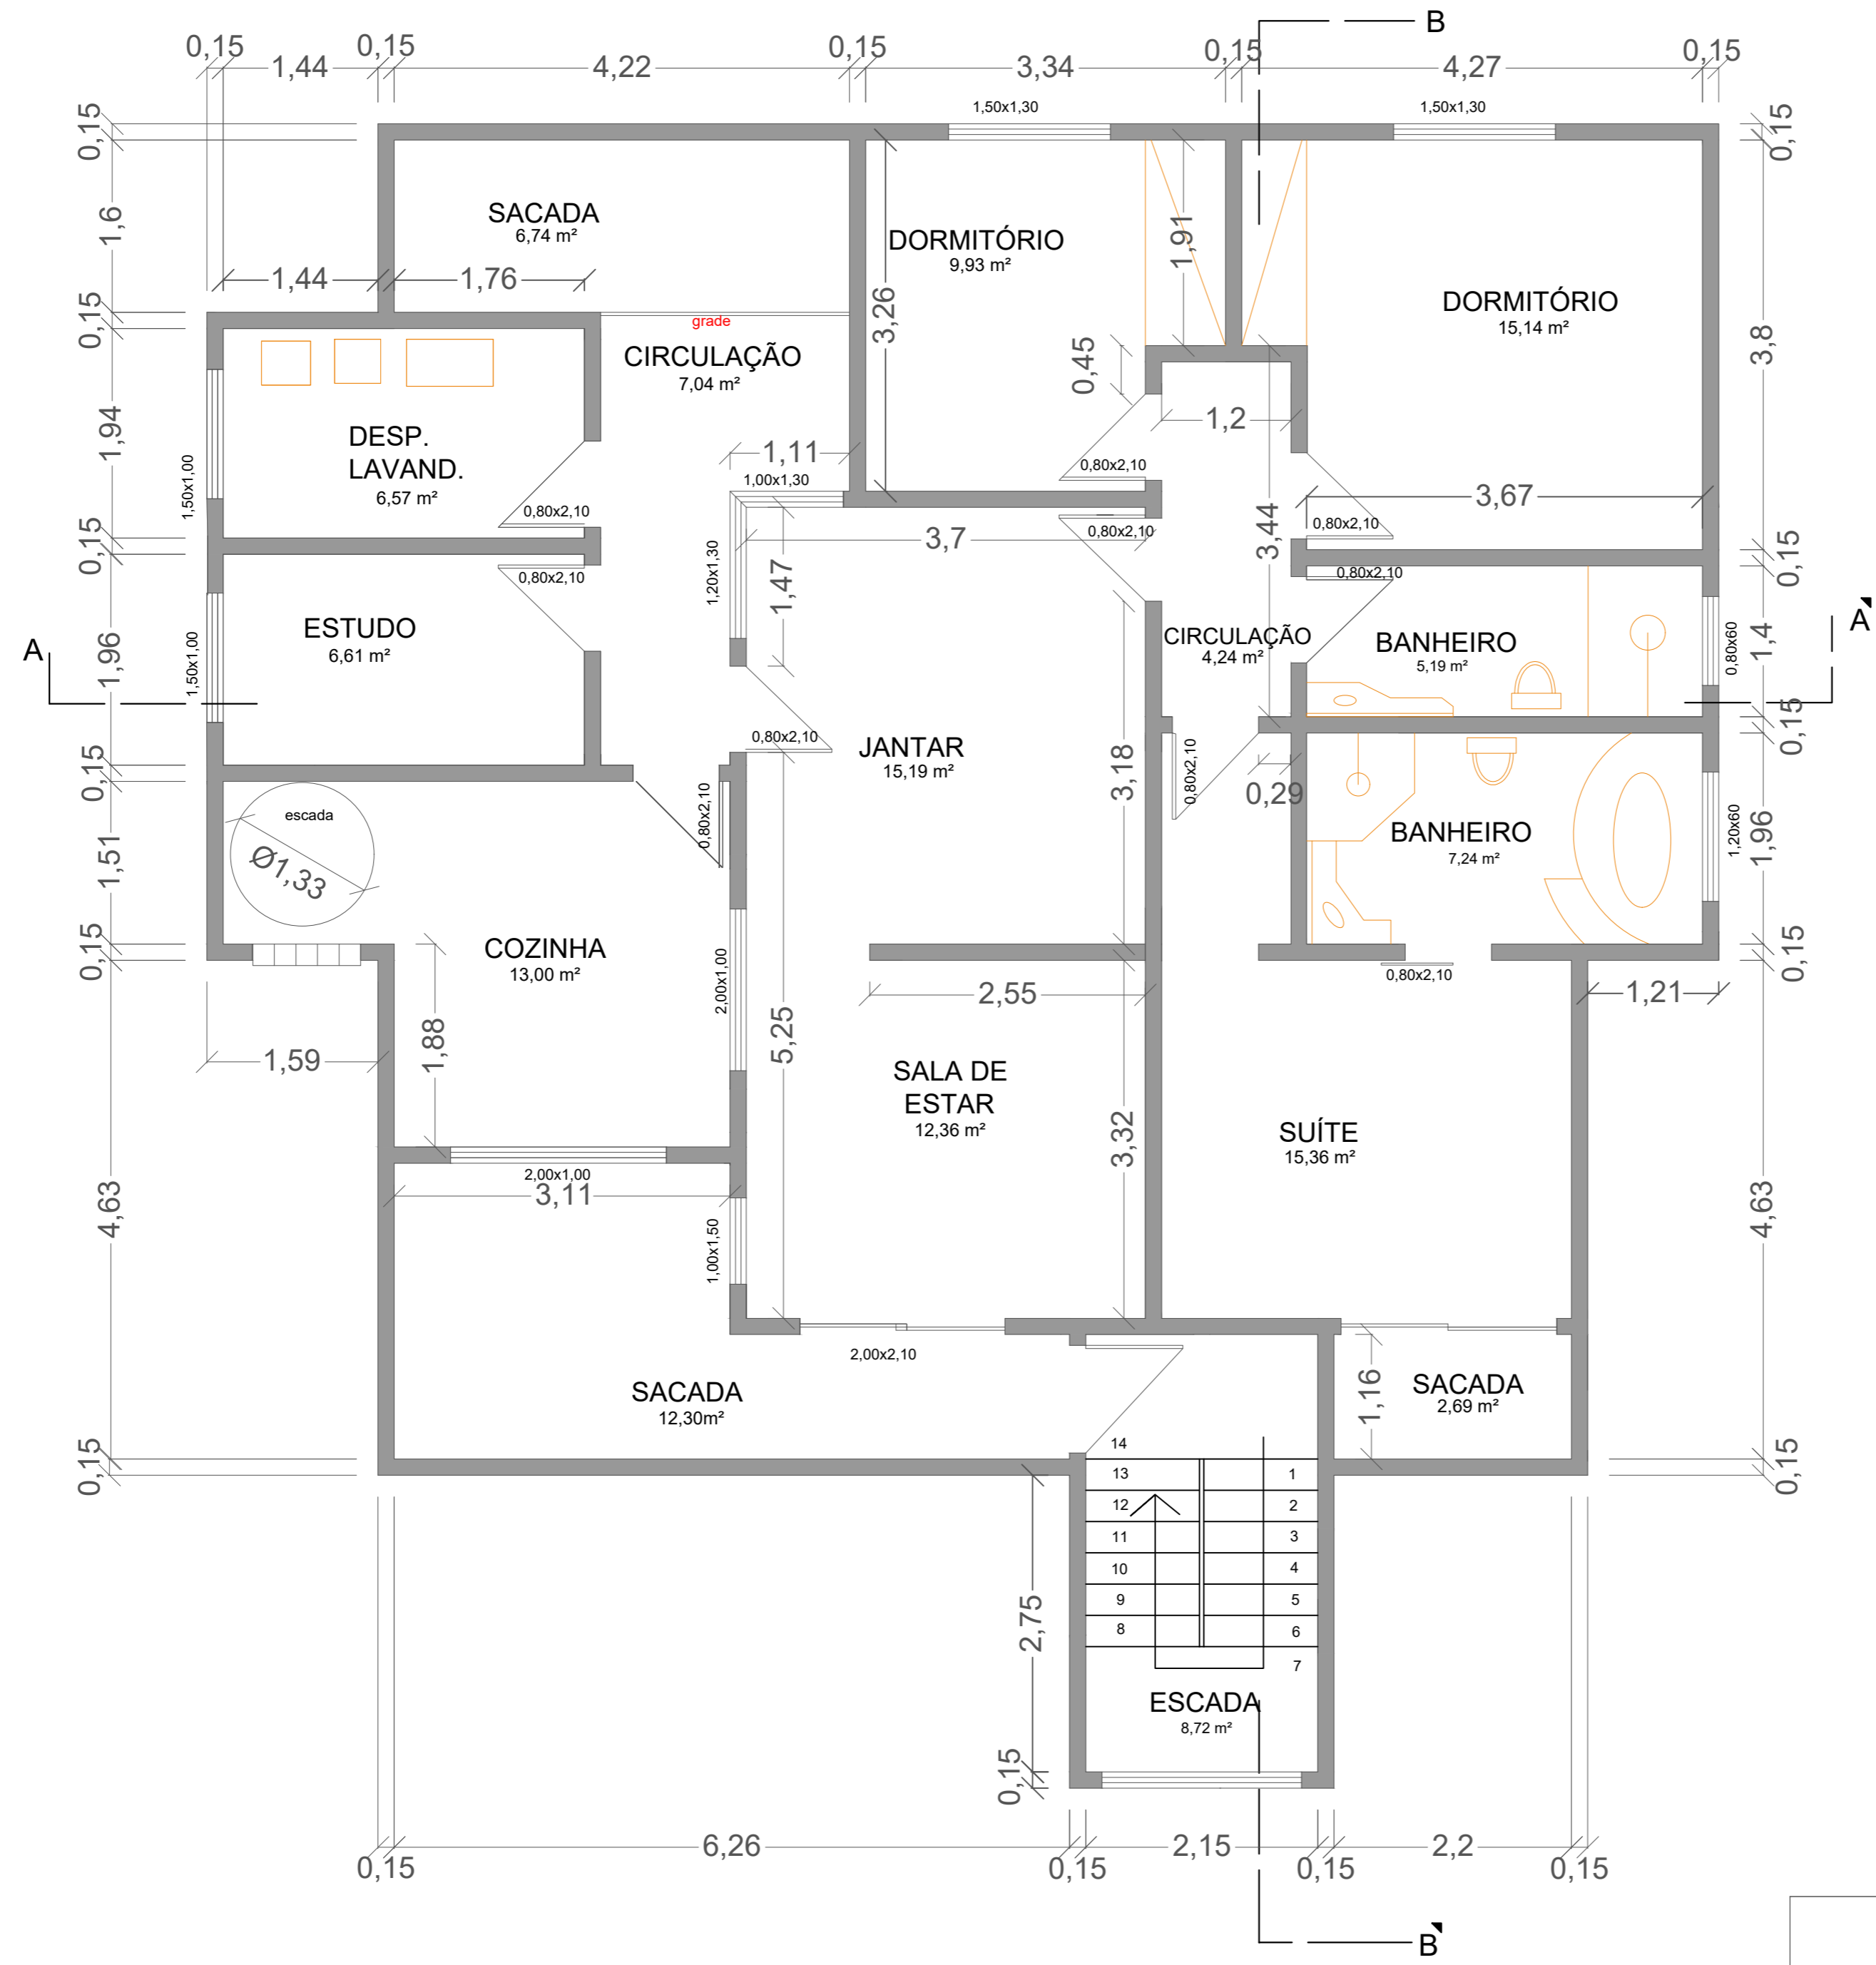 B
0,15
0,15
0,15
0,15
0,15
1,44
4,22
3,34
4,27
1,50x1,30
1,50x1,30
0,15
0,15
SACADA
6,74 m²
DORMITÓRIO
9,93 m²
1,91
1,6
1,44
1,76
3,26
DORMITÓRIO
15,14 m²
0,15
grade
CIRCULAÇÃO
7,04 m²
0,45
3,8
1,2
1,94
DESP.
LAVAND.
6,57 m²
1,50x1,00
1,11
1,00x1,30
0,80x2,10
3,67
0,80x2,10
0,80x2,10
0,80x2,10
3,7
3,44
0,15
0,15
0,80x2,10
1,20x1,30
1,47
0,80x2,10
ESTUDO
6,61 m²
CIRCULAÇÃO
4,24 m²
BANHEIRO
5,19 m²
0,80x60
1,4
A
A'
1,96
1,50x1,00
0,80x2,10
JANTAR
15,19 m²
0,15
0,15
0,80x2,10
0,29
3,18
escada
Ø1,33
0,80x2,10
1,51
BANHEIRO
7,24 m²
1,20x60
1,96
COZINHA
13,00 m²
0,15
0,15
2,00x1,00
0,80x2,10
2,55
1,21
1,88
1,59
5,25
SALA DE
ESTAR
12,36 m²
3,32
SUÍTE
15,36 m²
2,00x1,00
3,11
4,63
4,63
1,00x1,50
2,00x2,10
SACADA
12,30m²
1,16
SACADA
2,69 m²
0,15
0,15
14
13
1
12
2
11
3
10
4
9
5
8
6
7
2,75
ESCADA
8,72 m²
0,15
6,26
2,15
2,2
0,15
0,15
0,15
0,15
B'